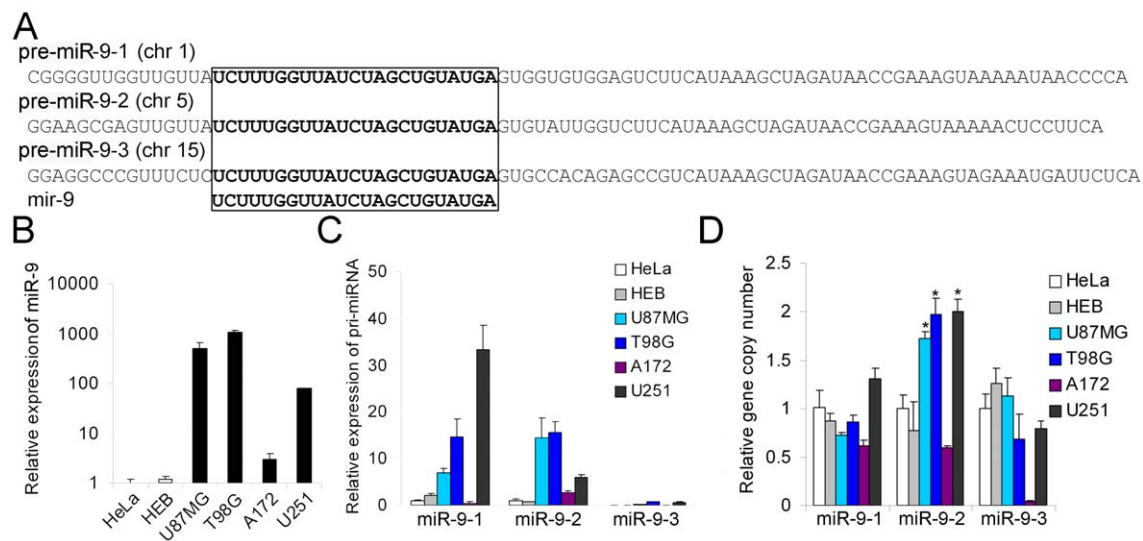 A
pre-miR-9-1 (chr 1)
CGGGGUUGGUUGUUAUCUUUGGUUAUCUAGCUGUAUGAGUGGUGUGGAGUCUUCAUAAAGCUAGAUAACCGAAAGUAAAAAUAACCCCA
pre-miR-9-2 (chr 5)
GGAAGCGAGUUGUUAUCUUUGGUUAUCUAGCUGUAUGAGUGUAUUGGUCUUCAUAAAGCUAGAUAACCGAAAGUAAAAACUCCUUCA
pre-miR-9-3 (chr 15)
GGAGGCCCGUUUCUCUCUUUGGUUAUCUAGCUGUAUGAGUGCCACAGAGCCGUCAUAAAGCUAGAUAACCGAAAGUAGAAAUGAUUCUCA
mir-9
UCUUUGGUUAUCUAGCUGUAUGA
B
Relative expression of miR-9
10000
1000
100
10
1
HeLa
HEB
U87MG
T98G
A172
U251
C
Relative expression of pri-miRNA
50
40
30
20
10
0
miR-9-1
miR-9-2
miR-9-3
HeLa
HEB
U87MG
T98G
A172
U251
D
Relative gene copy number
2.5
2
1.5
1
0.5
0
* * *
miR-9-1
miR-9-2
miR-9-3
HeLa
HEB
U87MG
T98G
A172
U251